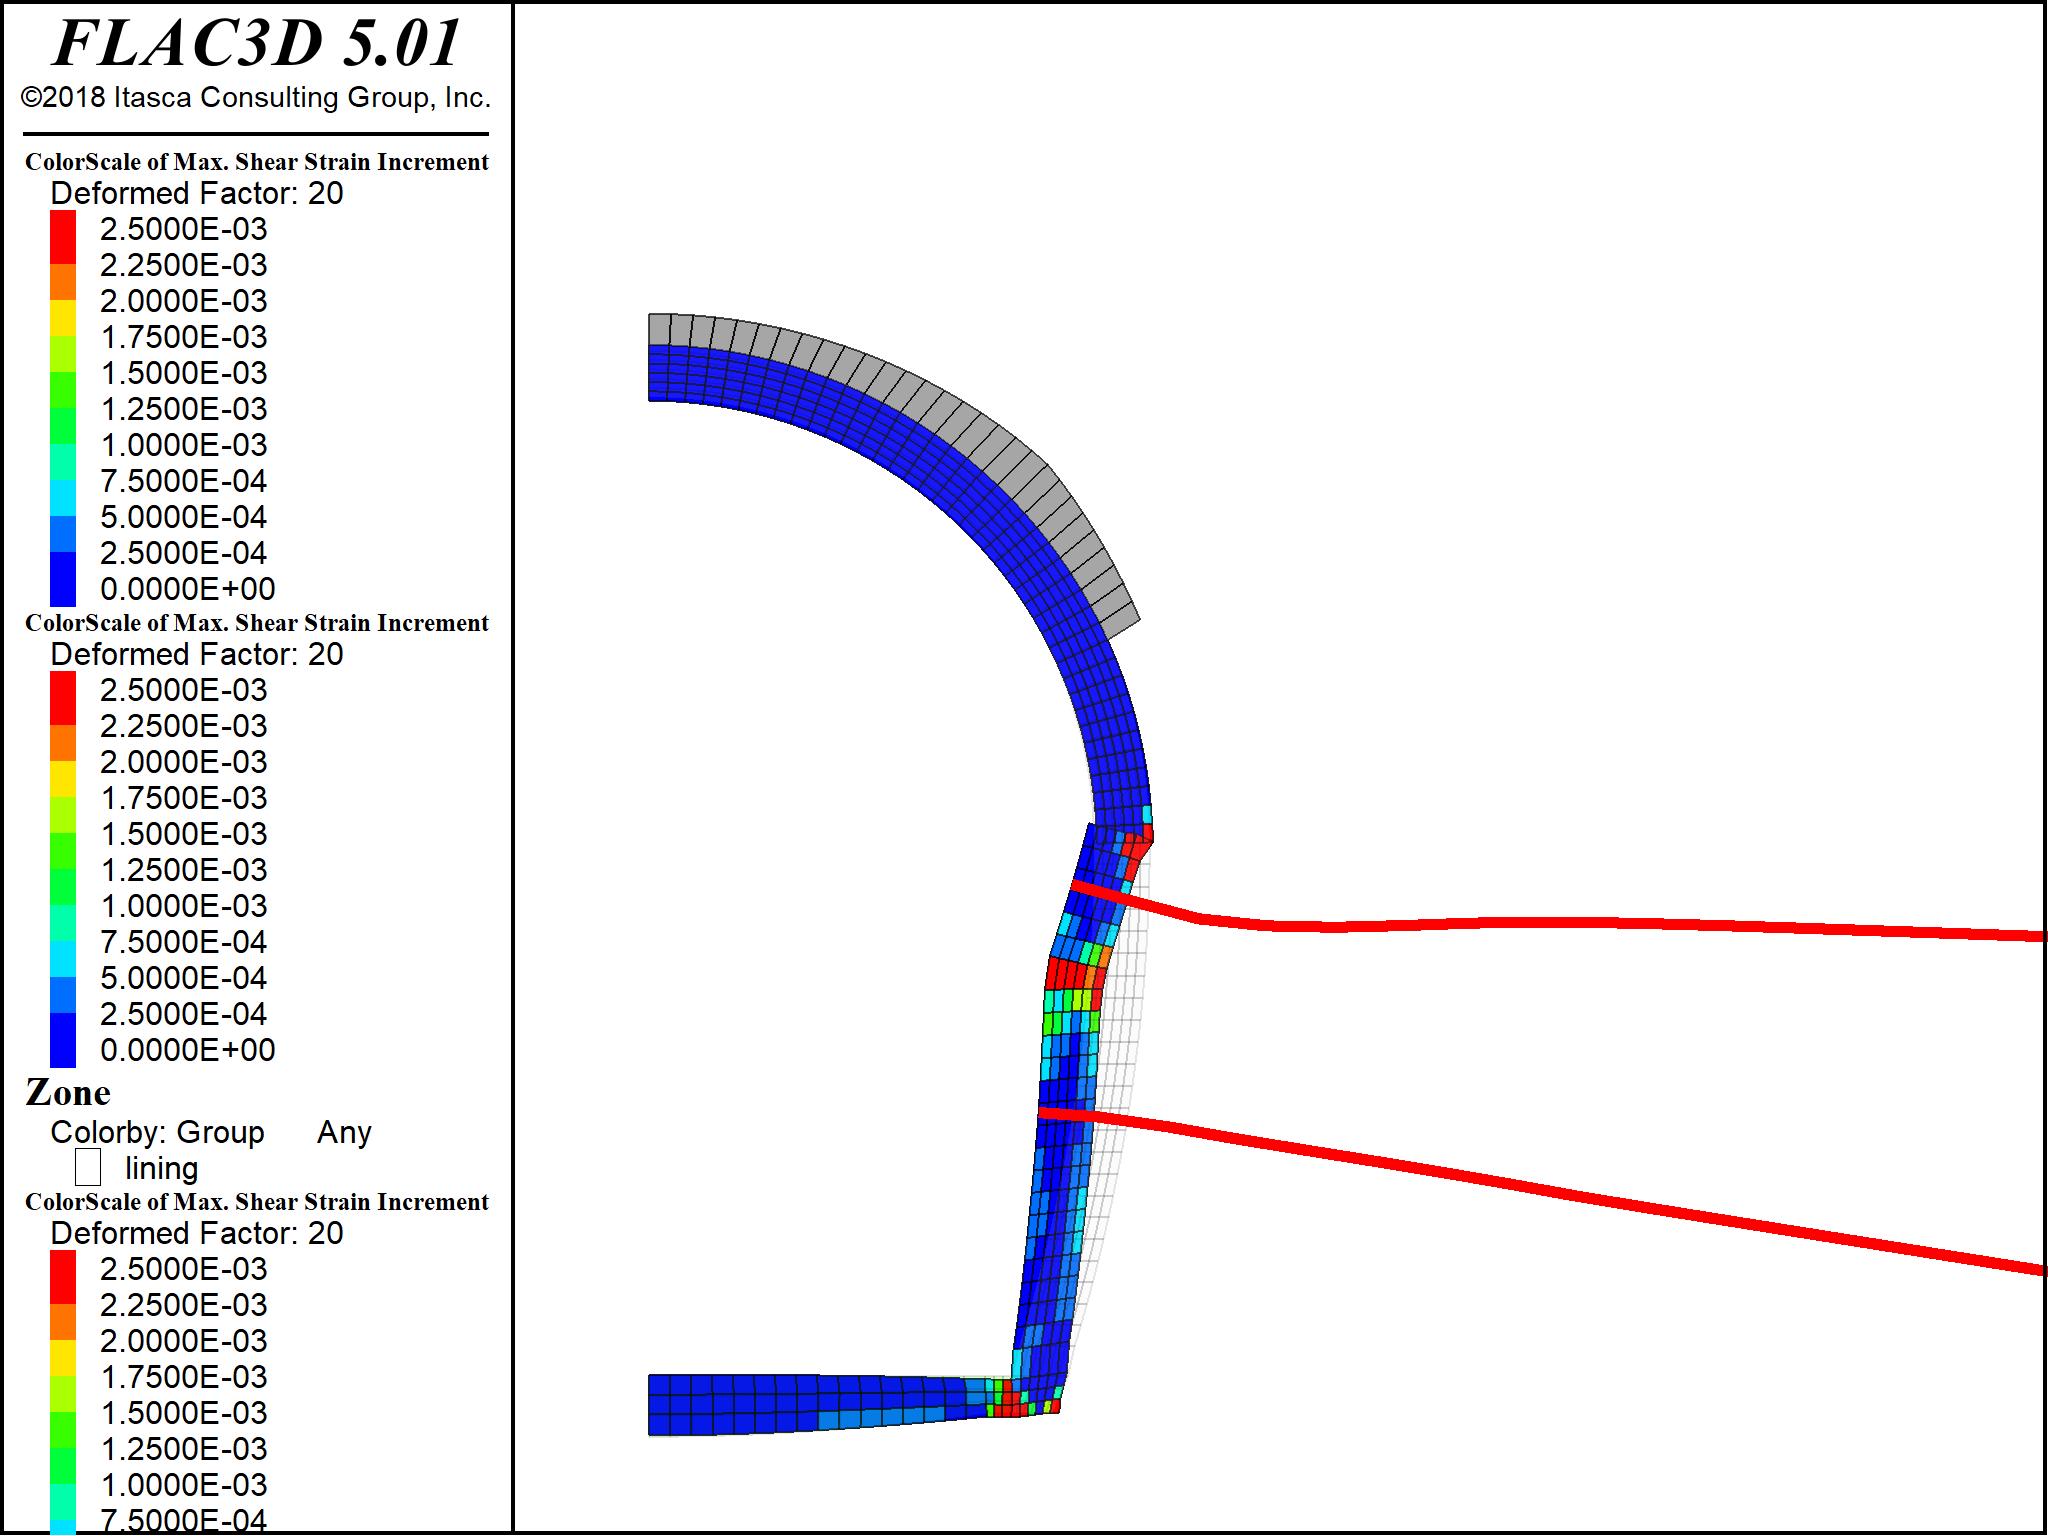 FLAC3D 5.01
©2018 Itasca Consulting Group, Inc.
ColorScale of Max. Shear Strain Increment
Deformed Factor: 20
2.5000E-03
2.2500E-03
2.0000E-03
1.7500E-03
1.5000E-03
1.2500E-03
1.0000E-03
7.5000E-04
5.0000E-04
2.5000E-04
0.0000E+00
ColorScale of Max. Shear Strain Increment
Deformed Factor: 20
2.5000E-03
2.2500E-03
2.0000E-03
1.7500E-03
1.5000E-03
1.2500E-03
1.0000E-03
7.5000E-04
5.0000E-04
2.5000E-04
0.0000E+00
Zone
Colorby: Group Any
lining
ColorScale of Max. Shear Strain Increment
Deformed Factor: 20
2.5000E-03
2.2500E-03
2.0000E-03
1.7500E-03
1.5000E-03
1.2500E-03
1.0000E-03
7.5000E-04